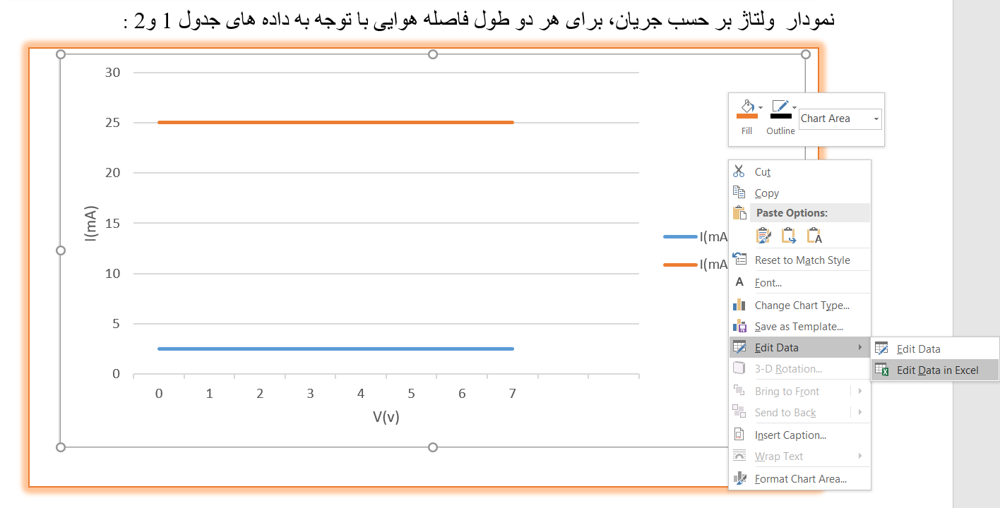 نمودار ولتاژ بر حسب جریان، برای هر دو طول فاصله هوایی با توجه به داده های جدول 1 و2 :
30
25
20
15
10
5
0
I(mA)
0 1 2 3 4 5 6 7
V(v)
I(mA
I(mA
Fill
Outline
Chart Area
Cut
Copy
Paste Options:
A
Reset to Match Style
A Font...
Change Chart Type...
Save as Template...
Edit Data
3-D Rotation...
Bring to Front
Send to Back
Insert Caption...
Wrap Text
Format Chart Area...
Edit Data
Edit Data in Excel